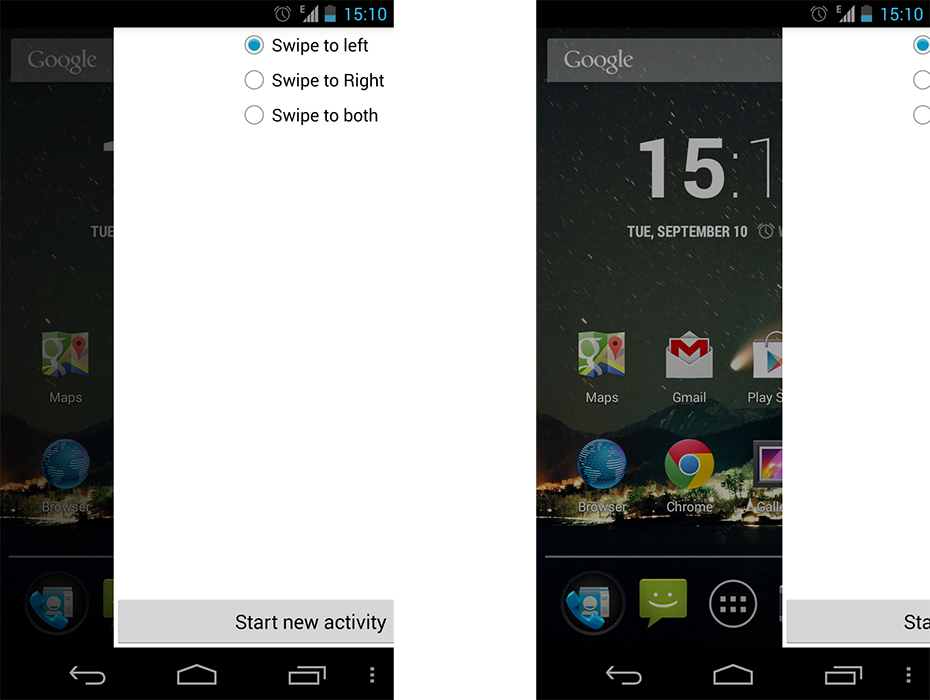 E 15:10
Google
Swipe to left
Swipe to Right
Swipe to both
TUE
Maps
Browser
Start new activity
E 15:10
Google
15:1
TUE, SEPTEMBER 10
Maps
Gmail
Play S
Browser
Chrome
Galle
Sta